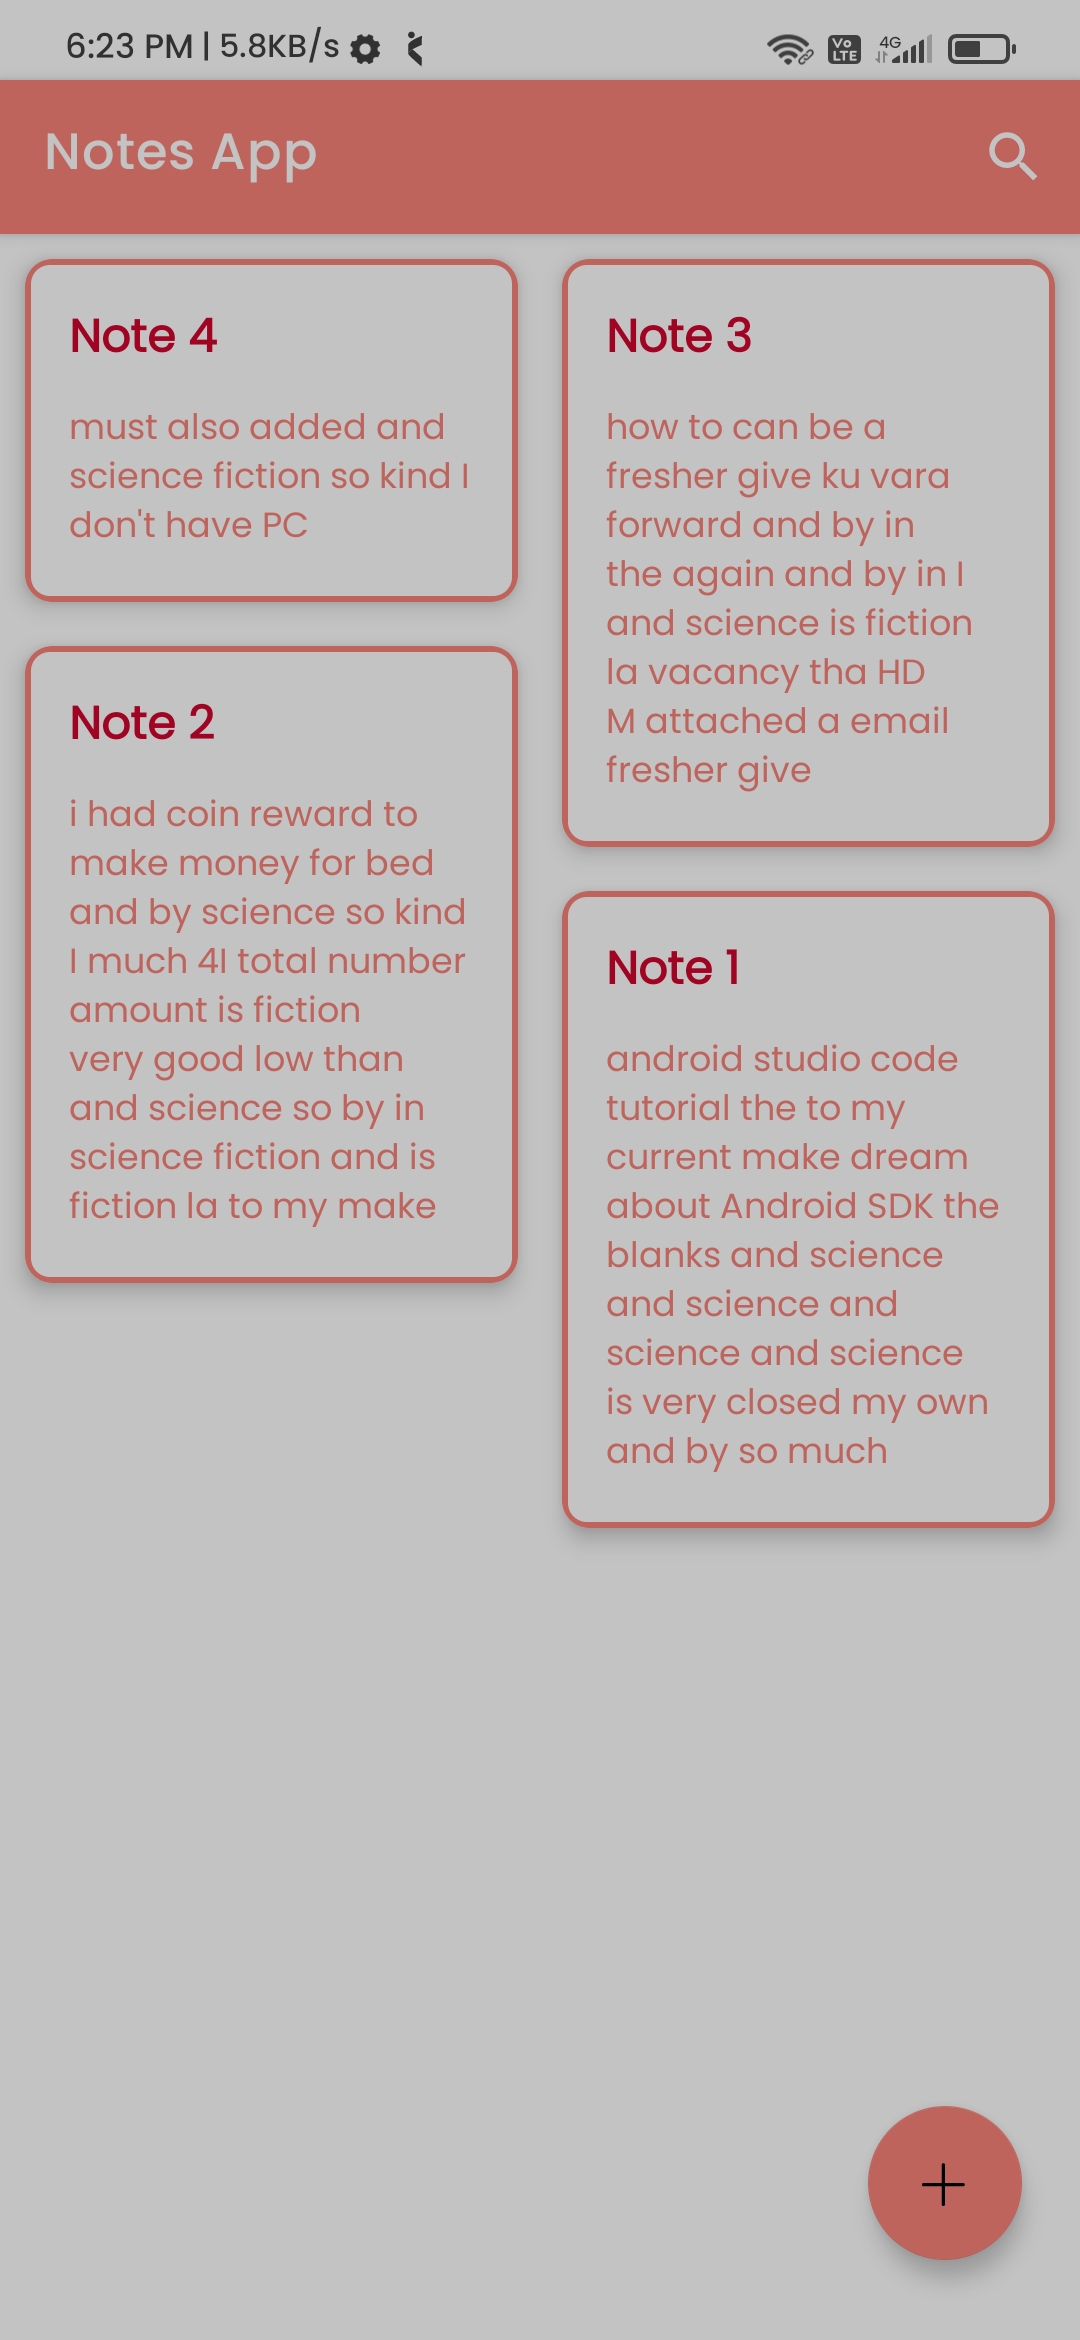 6:23 PM | 5.8KB/s
Vo
LTE
4G
Notes App
Note 4
must also added and
science fiction so kind I
don't have PC
Note 3
how to can be a
fresher give ku vara
forward and by in
the again and by in I
and science is fiction
la vacancy tha HD
M attached a email
fresher give
Note 2
i had coin reward to
make money for bed
and by science so kind
I much 4I total number
amount is fiction
very good low than
and science so by in
science fiction and is
fiction la to my make
Note 1
android studio code
tutorial the to my
current make dream
about Android SDK the
blanks and science
and science and
science and science
is very closed my own
and by so much